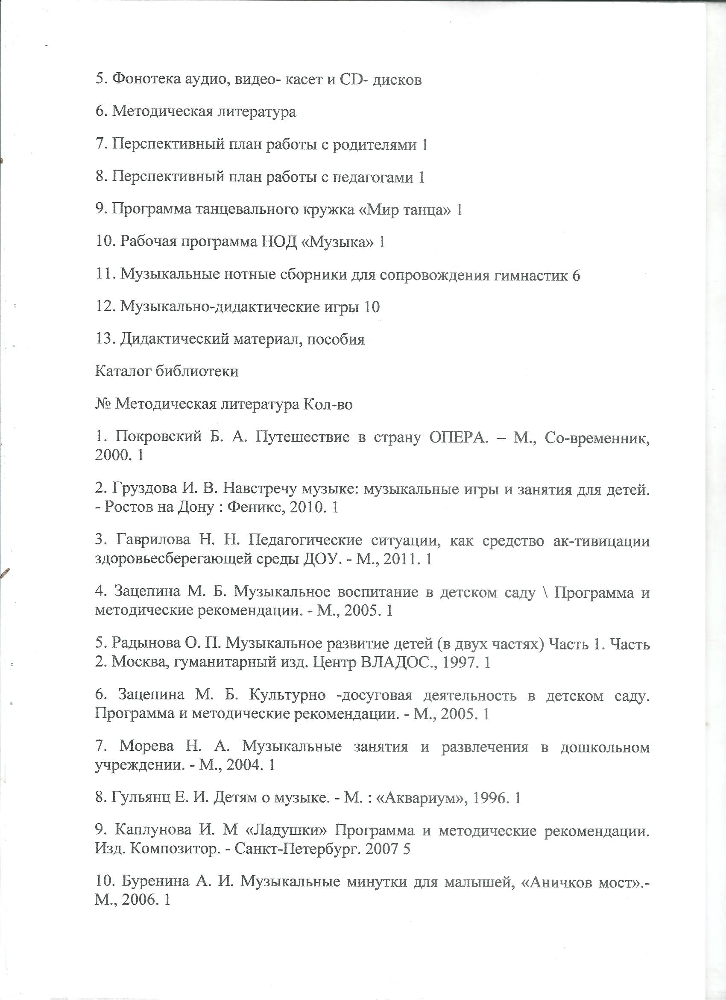 5. Фонотека аудио, видео- касет и CD- дисков
6. Методическая литература
7. Перспективный план работы с родителями 1
8. Перспективный план работы с педагогами 1
9. Программа танцевального кружка «Мир танца» 1
10. Рабочая программа НОД «Музыка» 1
11. Музыкальные нотные сборники для сопровождения гимнастик 6
12. Музыкально-дидактические игры 10
13. Дидактический материал, пособия
Каталог библиотеки
№ Методическая литература Кол-во
1. Покровский Б. А. Путешествие в страну ОПЕРА. – М., Со-временник,
2000. 1
2. Груздова И. В. Навстречу музыке: музыкальные игры и занятия для детей.
- Ростов на Дону : Феникс, 2010. 1
3. Гаврилова Н. Н. Педагогические ситуации, как средство ак-тивицации
здоровьесберегающей среды ДОУ. - М., 2011. 1
4. Зацепина М. Б. Музыкальное воспитание в детском саду \ Программа и
методические рекомендации. - М., 2005. 1
5. Радынова О. П. Музыкальное развитие детей (в двух частях) Часть 1. Часть
2. Москва, гуманитарный изд. Центр ВЛАДОС., 1997. 1
6. Зацепина М. Б. Культурно -досуговая деятельность в детском саду.
Программа и методические рекомендации. - М., 2005. 1
7. Морева Н. А. Музыкальные занятия и развлечения в дошкольном
учреждении. - М., 2004. 1
8. Гульянц Е. И. Детям о музыке. - М. : «Аквариум», 1996. 1
9. Каплунова И. М «Ладушки» Программа и методические рекомендации.
Изд. Композитор. - Санкт-Петербург. 2007 5
10. Буренина А. И. Музыкальные минутки для малышей, «Аничков мост».-
М., 2006. 1